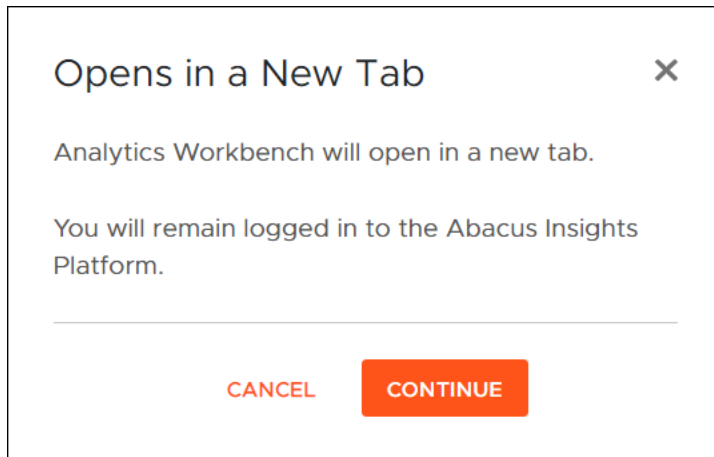 Opens in a New Tab
Analytics Workbench will open in a new tab.
You will remain logged in to the Abacus Insights
Platform.
CANCEL
CONTINUE